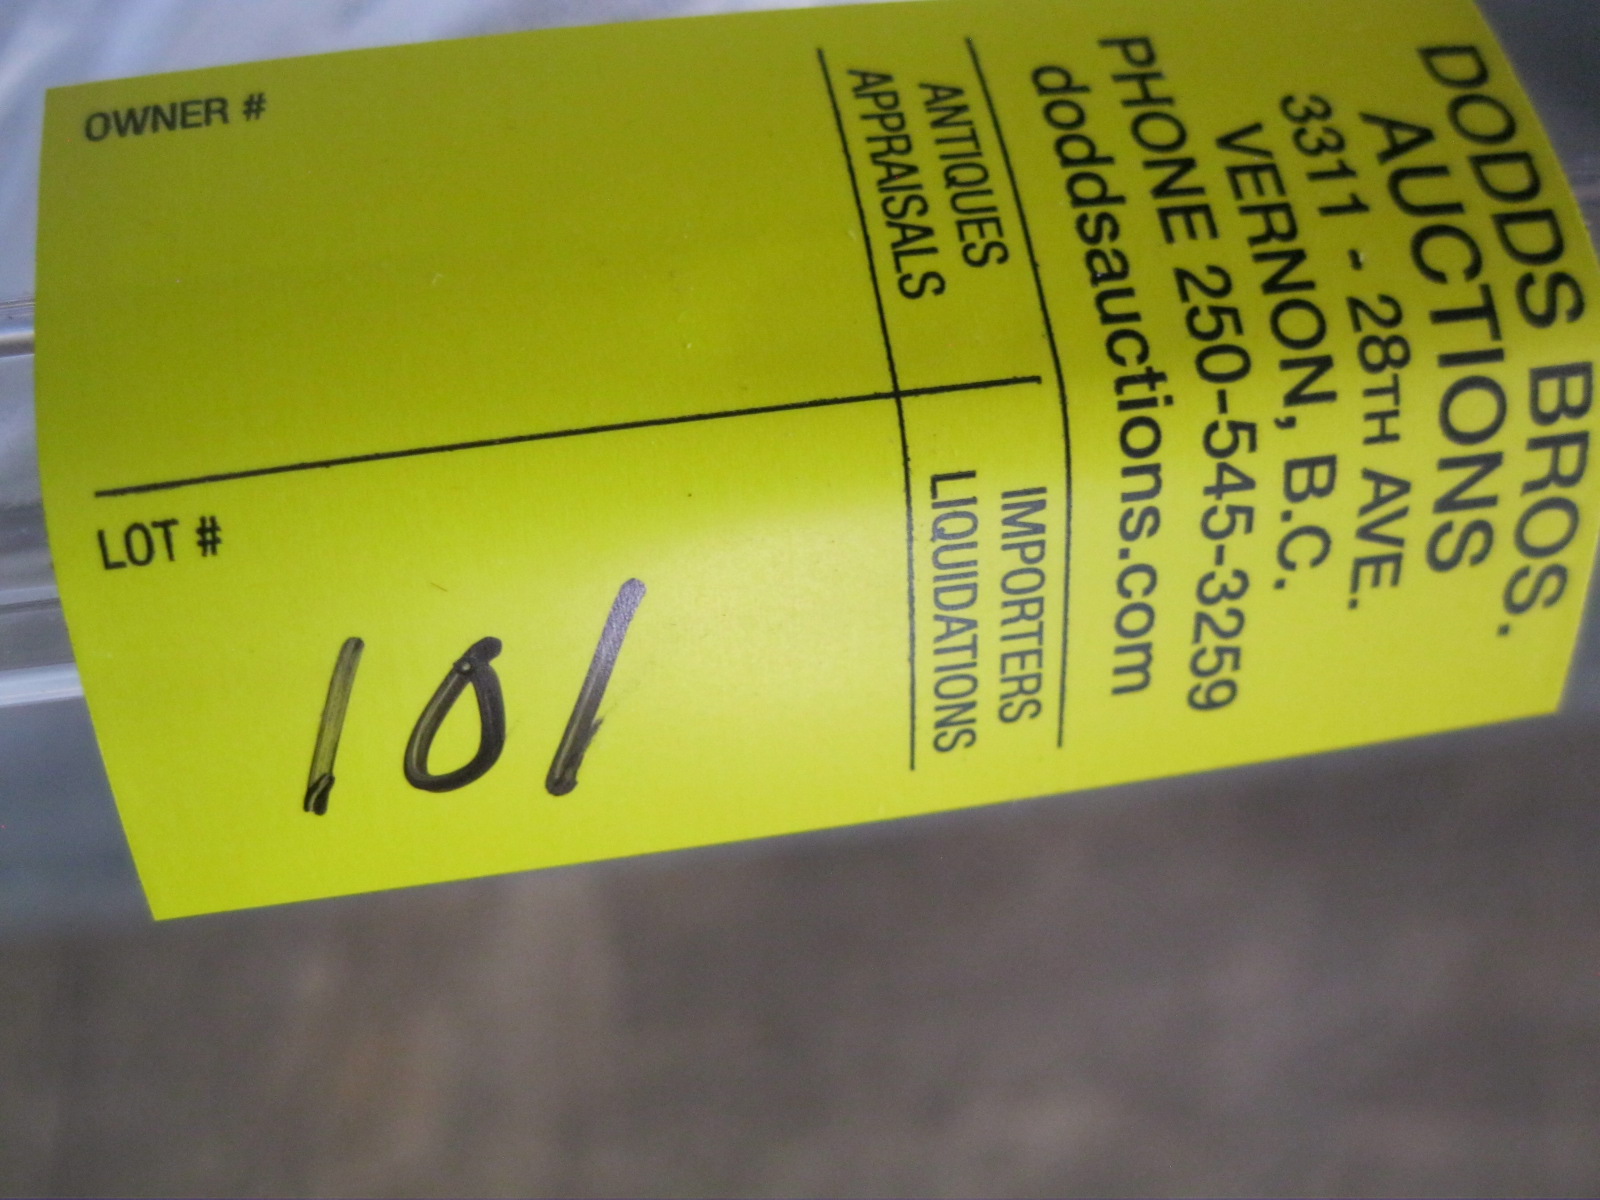 DODDS BROS.
AUCTIONS
3311 - 28TH AVE.
VERNON, B.C.
PHONE 250-545-3259
doddsauctions.com
ANTIQUES
APPRAISALS
IMPORTERS
LIQUIDATIONS
OWNER #
LOT #
101